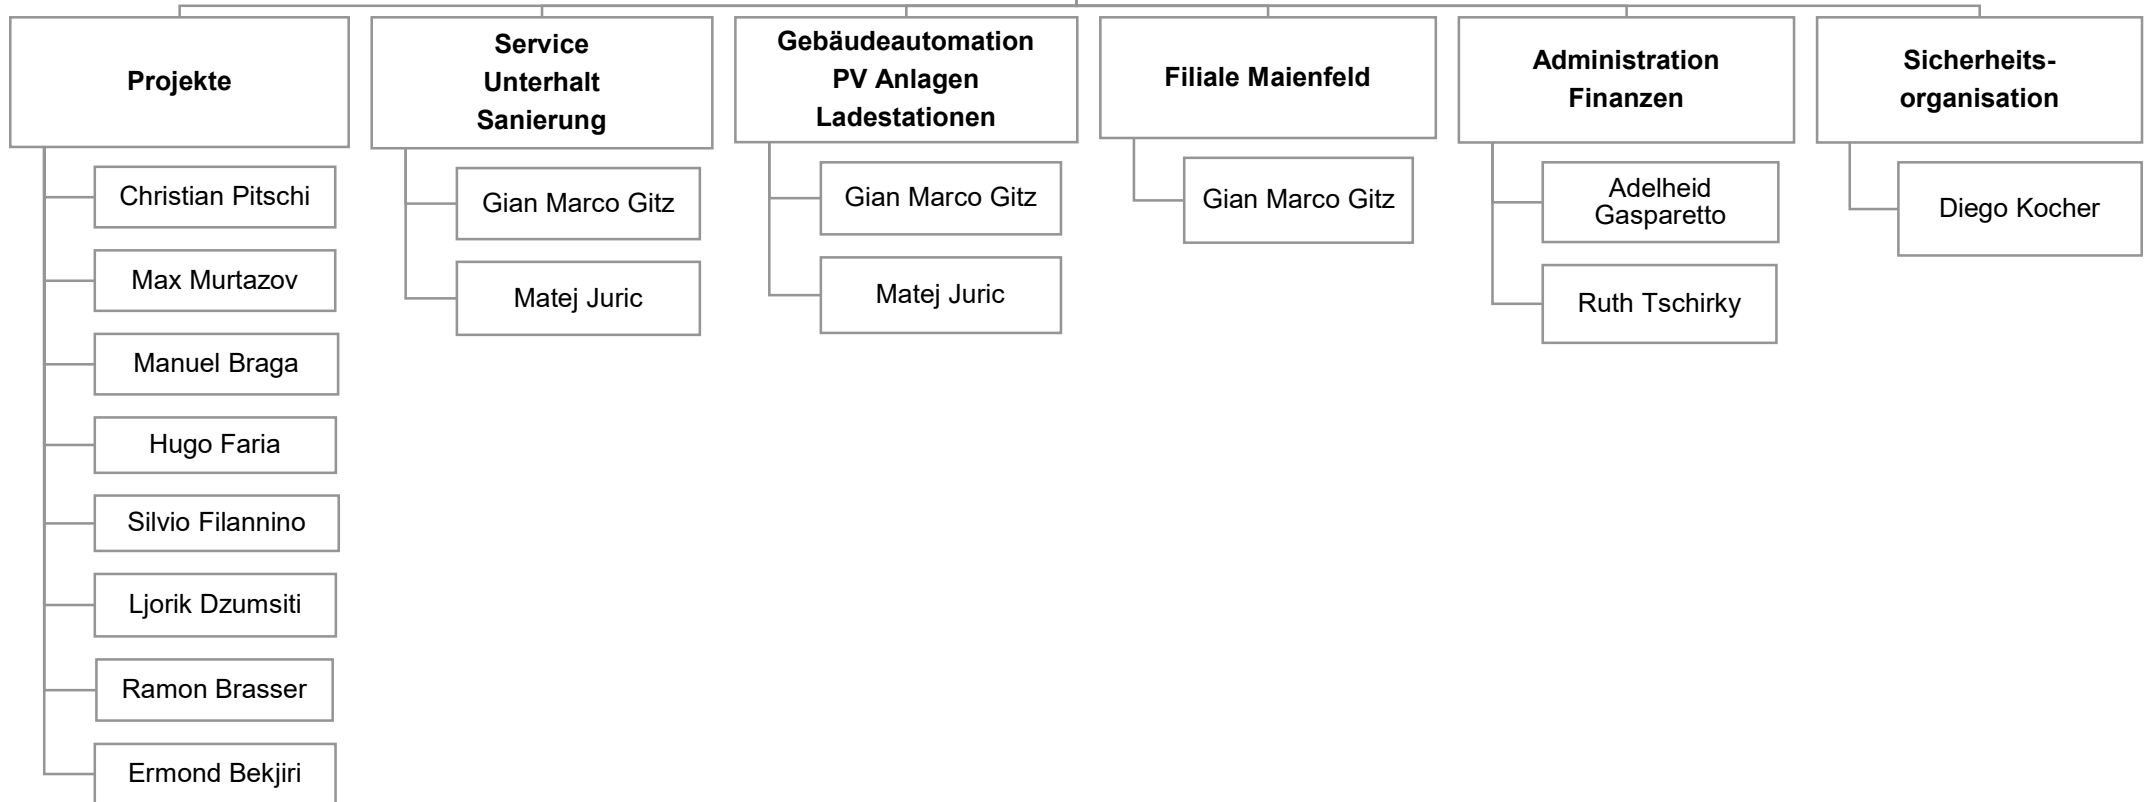 Projekte
Christian Pitschi
Max Murtazov
Manuel Braga
Hugo Faria
Silvio Filannino
Ljorik Dzumsiti
Ramon Brasser
Ermond Bekjiri
Service
Unterhalt
Sanierung
Gian Marco Gitz
Matej Juric
Gebäudeautomation
PV Anlagen
Ladestationen
Gian Marco Gitz
Matej Juric
Filiale Maienfeld
Gian Marco Gitz
Administration
Finanzen
Adelheid
Gasparetto
Ruth Tschirky
Sicherheits-
organisation
Diego Kocher